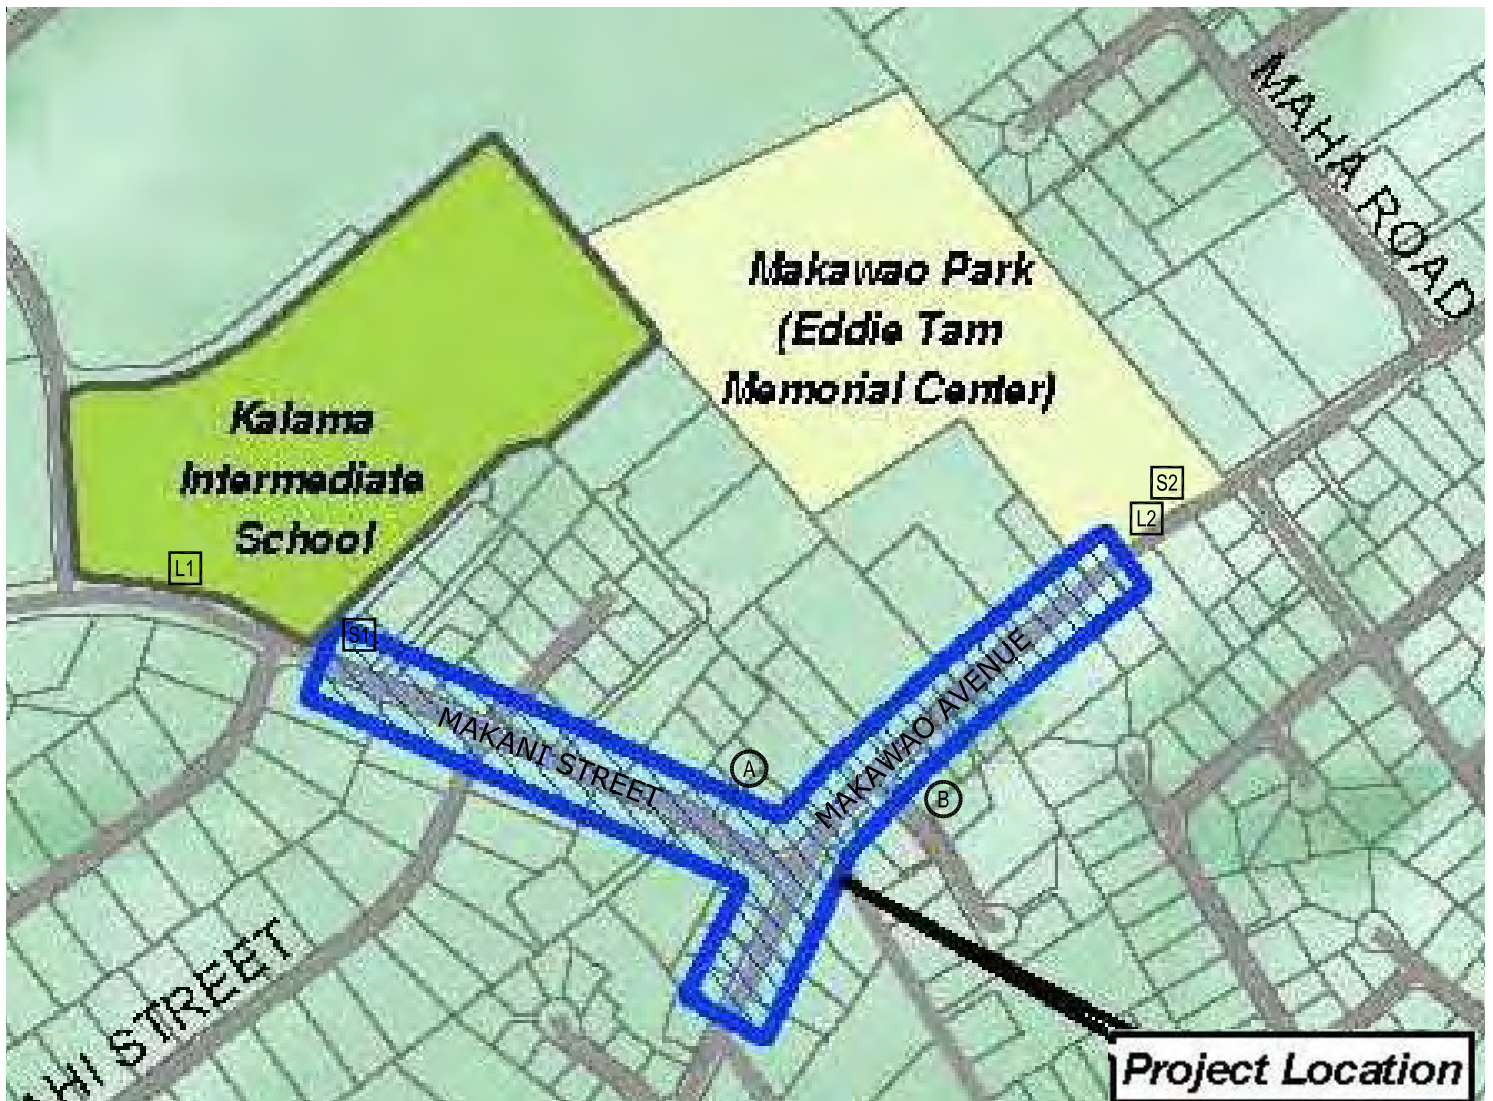 MAHA ROAD
Makawao Park
(Eddie Tam
Memorial Center)
Kalama
Intermediate
School
S2
L2
L1
S1
MAKANI STREET
MAKAWAO AVENUE
A
B
AHI STREET
Project Location